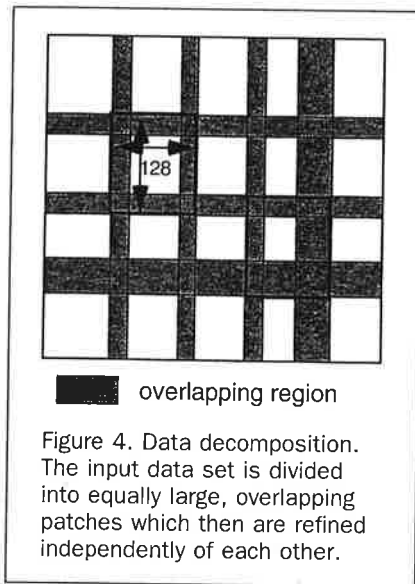 128
overlapping region
Figure 4. Data decomposition.
The input data set is divided
into equally large, overlapping
patches which then are refined
independently of each other.